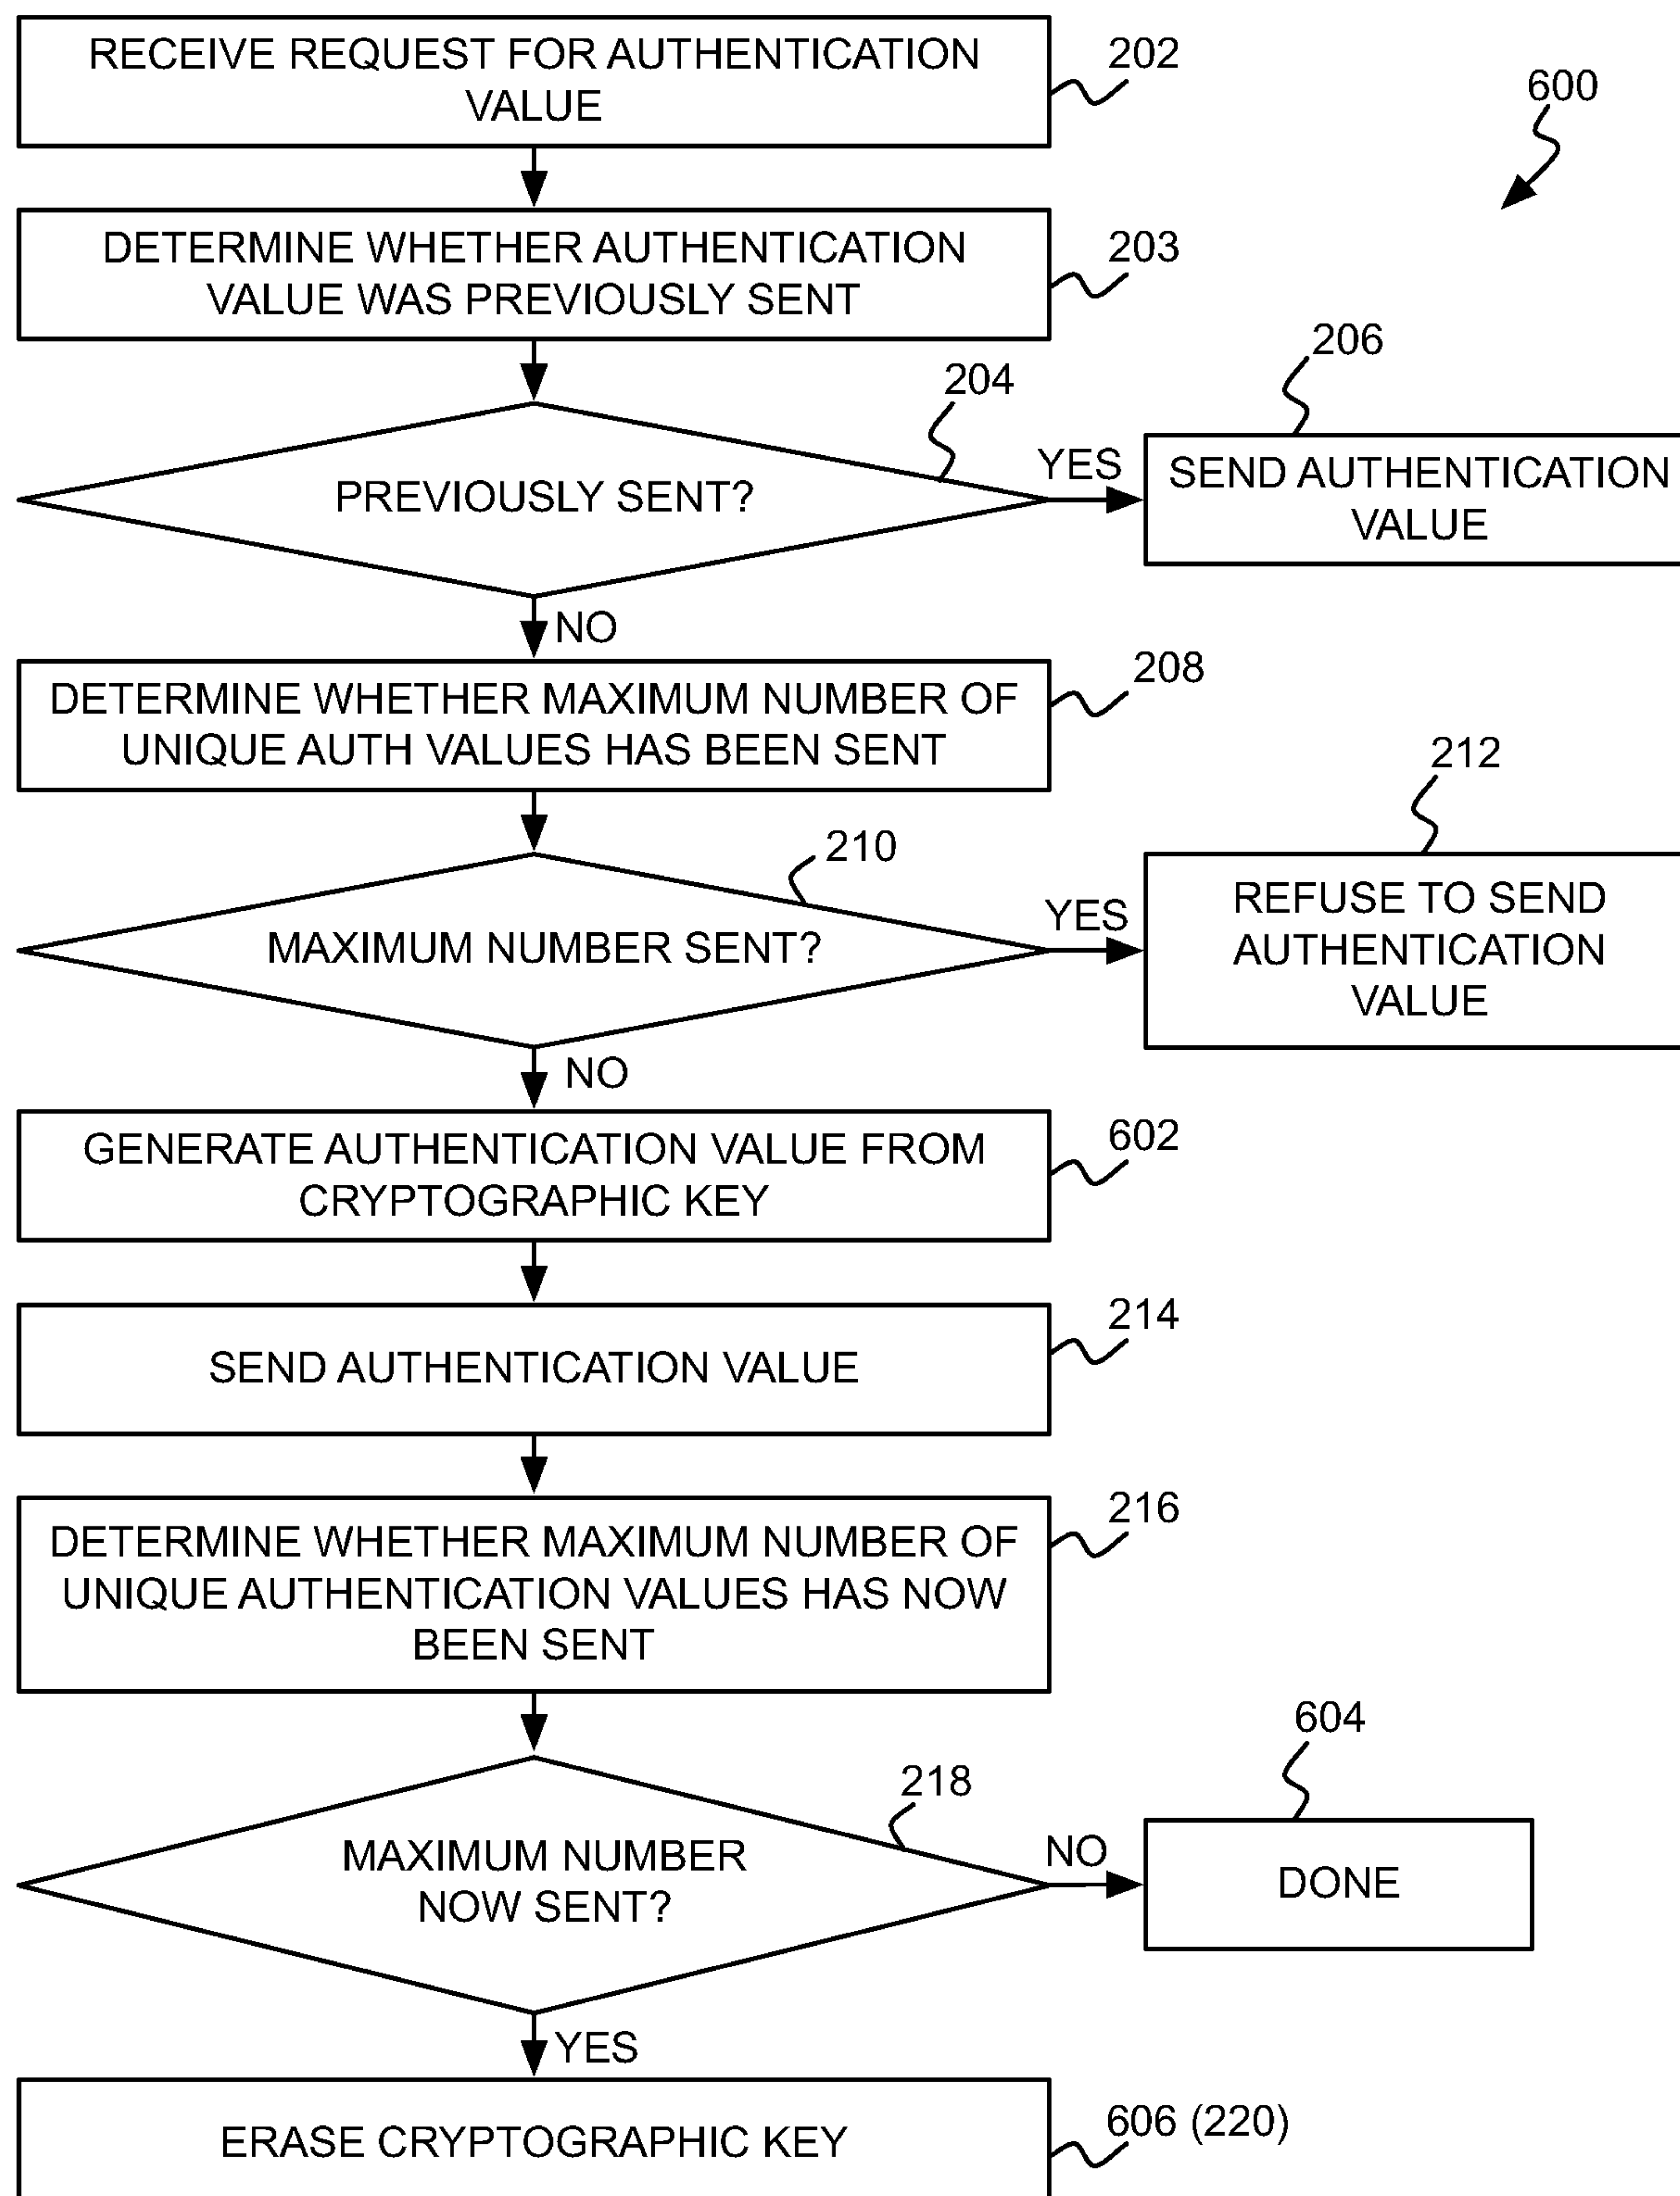 RECEIVE REQUEST FOR AUTHENTICATION
VALUE
202
600
DETERMINE WHETHER AUTHENTICATION
VALUE WAS PREVIOUSLY SENT
203
204
206
PREVIOUSLY SENT?
YES
SEND AUTHENTICATION
VALUE
NO
DETERMINE WHETHER MAXIMUM NUMBER OF
UNIQUE AUTH VALUES HAS BEEN SENT
208
210
212
MAXIMUM NUMBER SENT?
YES
REFUSE TO SEND
AUTHENTICATION
VALUE
NO
GENERATE AUTHENTICATION VALUE FROM
CRYPTOGRAPHIC KEY
602
SEND AUTHENTICATION VALUE
214
DETERMINE WHETHER MAXIMUM NUMBER OF
UNIQUE AUTHENTICATION VALUES HAS NOW
BEEN SENT
216
218
604
MAXIMUM NUMBER
NOW SENT?
NO
DONE
YES
ERASE CRYPTOGRAPHIC KEY
606 (220)